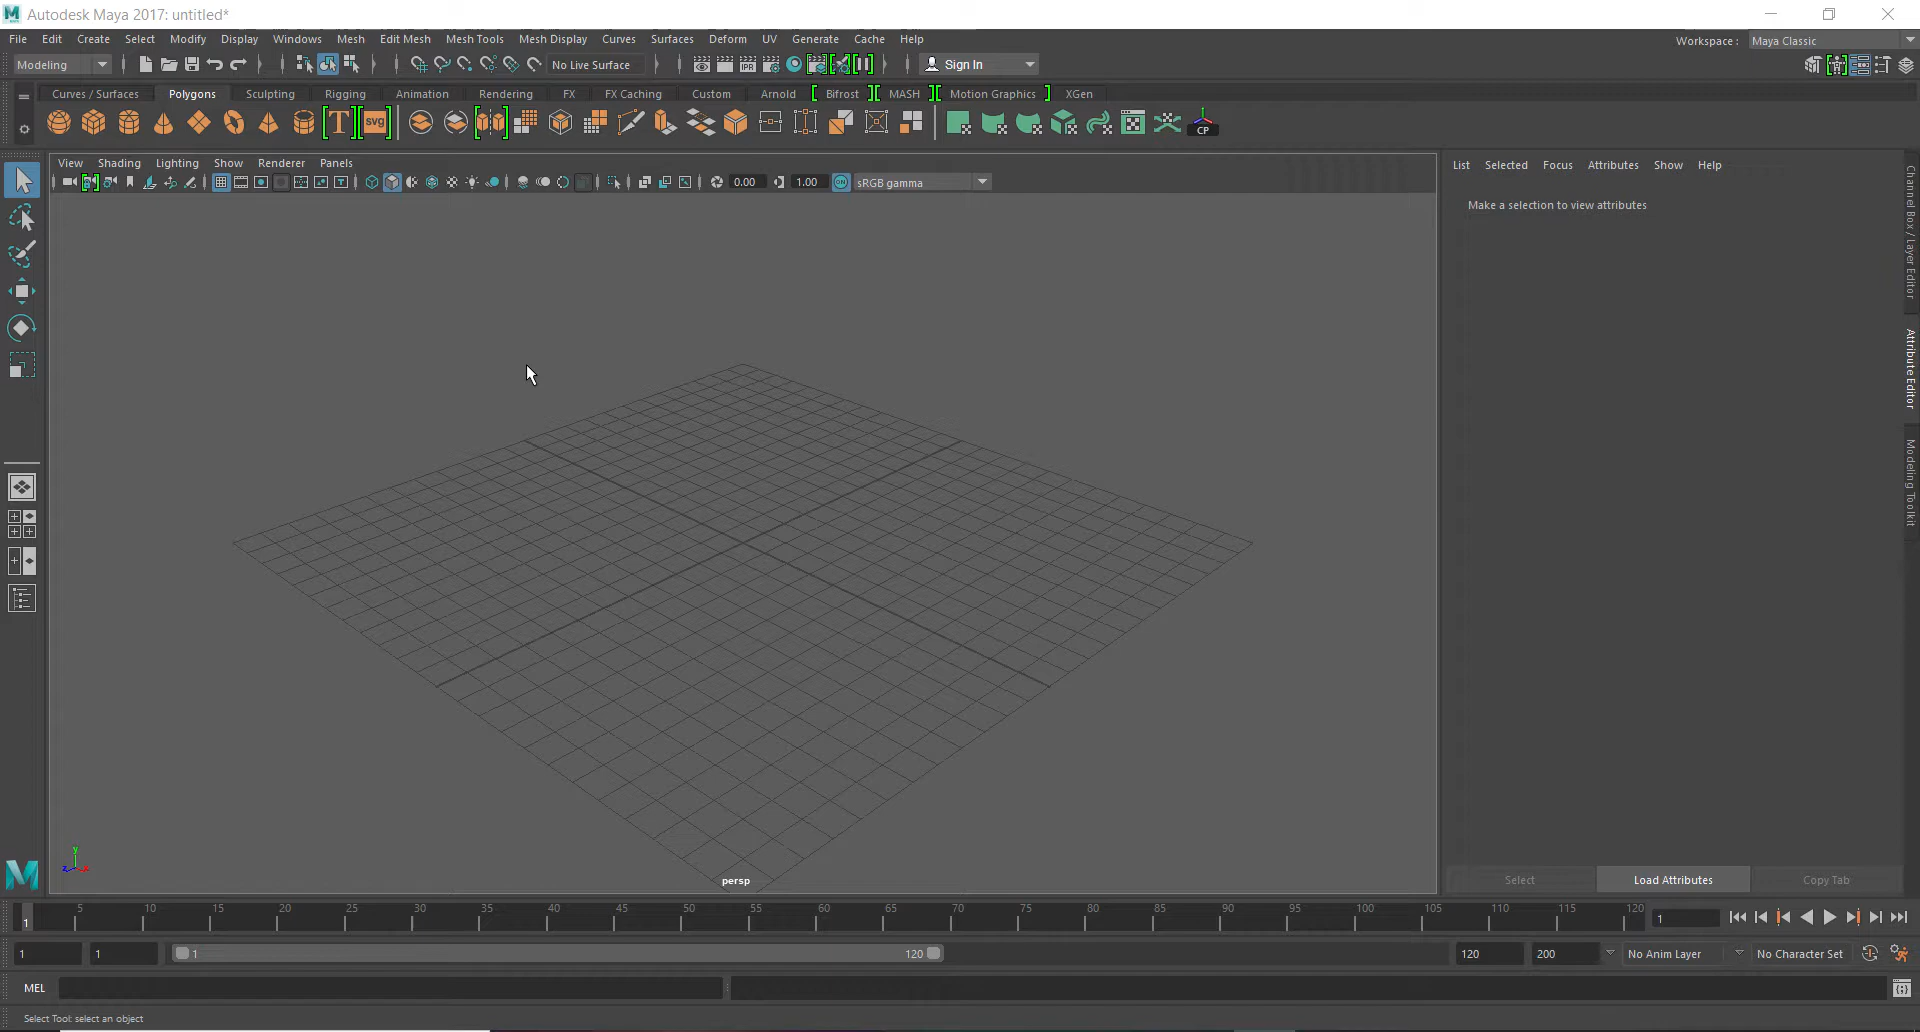 Autodesk Maya 2017: untitled*
File Edit Create Select Modify Display Windows Mesh Edit Mesh Mesh Tools Mesh Display Curves Surfaces Deform UV Generate Cache Help
Workspace : Maya Classic
Modeling No Live Surface IPR Sign In
Curves / Surfaces Polygons Sculpting Rigging Animation Rendering FX FX Caching Custom Arnold Bifrost MASH Motion Graphics XGen
T svg CP
View Shading Lighting Show Renderer Panels
0.00 1.00 ON sRGB gamma
List Selected Focus Attributes Show Help
Make a selection to view attributes
Channel Box / Layer Editor
Attribute Editor
Modeling Toolkit
y
z x
persp
Select Load Attributes Copy Tab
1 5 10 15 20 25 30 35 40 45 50 55 60 65 70 75 80 85 90 95 100 105 110 115 120 1
1 1 1 120 120 200 No Anim Layer No Character Set
MEL
Select Tool: select an object